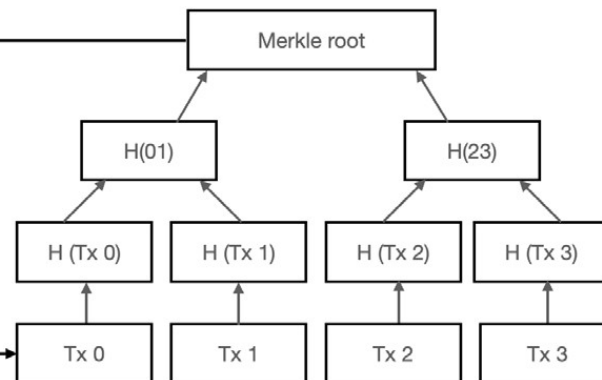 Merkle root
H(01)
H(23)
H (Tx 0)
H (Tx 1)
H (Tx 2)
H (Tx 3)
Tx 0
Tx 1
Tx 2
Tx 3